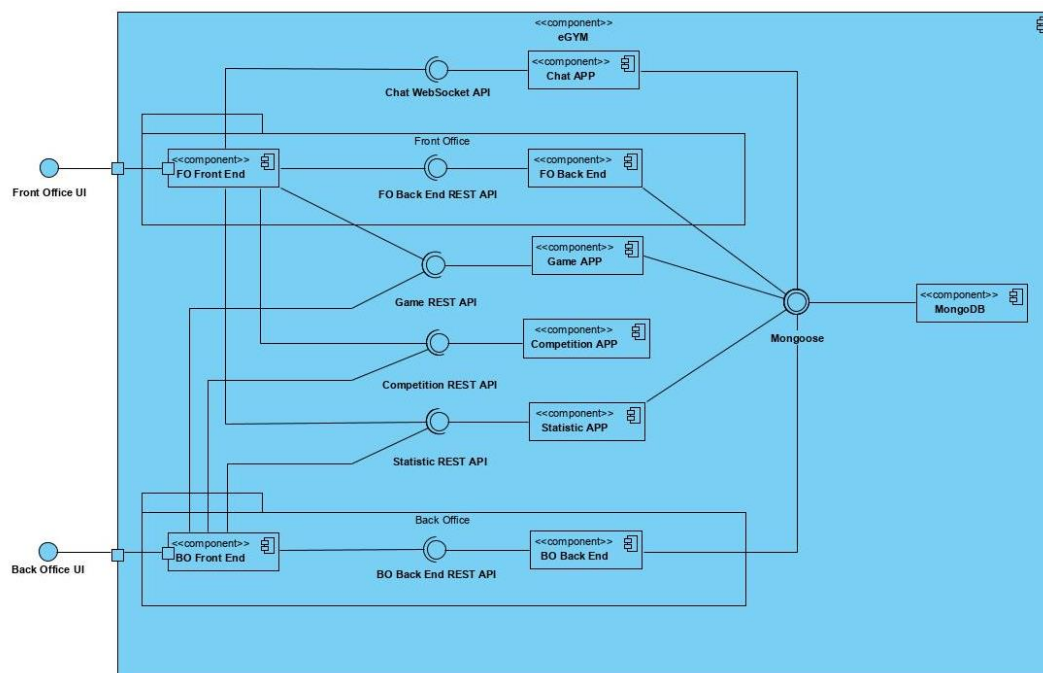 <<component>>
eGYM
<<component>>
Chat APP
Chat WebSocket API
Front Office
<<component>>
FO Front End
<<component>>
FO Back End
Front Office UI
FO Back End REST API
<<component>>
Game APP
Game REST API
<<component>>
MongoDB
Mongoose
<<component>>
Competition APP
Competition REST API
<<component>>
Statistic APP
Statistic REST API
Back Office
<<component>>
BO Front End
<<component>>
BO Back End
Back Office UI
BO Back End REST API